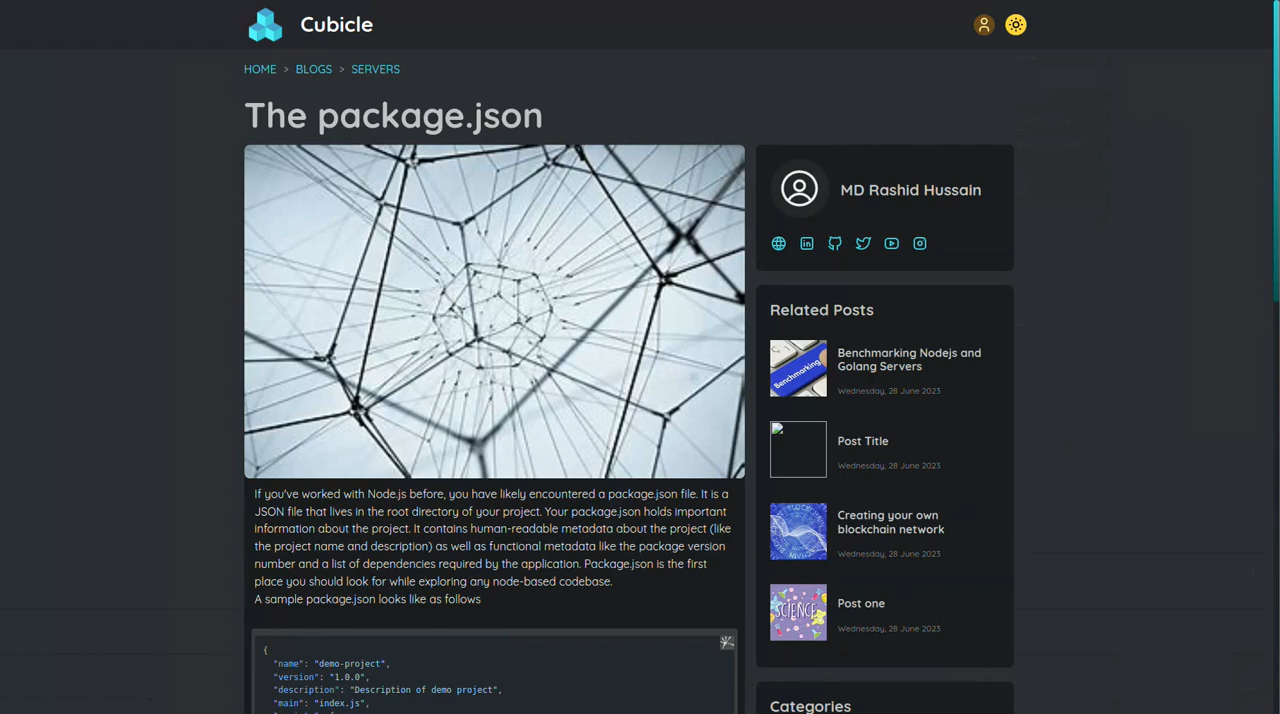 Cubicle
HOME > BLOGS > SERVERS
The package.json
If you've worked with Node.js before, you have likely encountered a package.json file. It is a
JSON file that lives in the root directory of your project. Your package.json holds important
information about the project. It contains human-readable metadata about the project (like
the project name and description) as well as functional metadata like the package version
number and a list of dependencies required by the application. Package.json is the first
place you should look for while exploring any node-based codebase.
A sample package.json looks like as follows
{
"name": "demo-project",
"version": "1.0.0",
"description": "Description of demo project",
"main": "index.js",
MD Rashid Hussain
Related Posts
Benchmarking
Benchmarking Nodejs and
Golang Servers
Wednesday, 28 June 2023
Post Title
Wednesday, 28 June 2023
Creating your own
blockchain network
Wednesday, 28 June 2023
SCIENCE
Post one
Wednesday, 28 June 2023
Categories